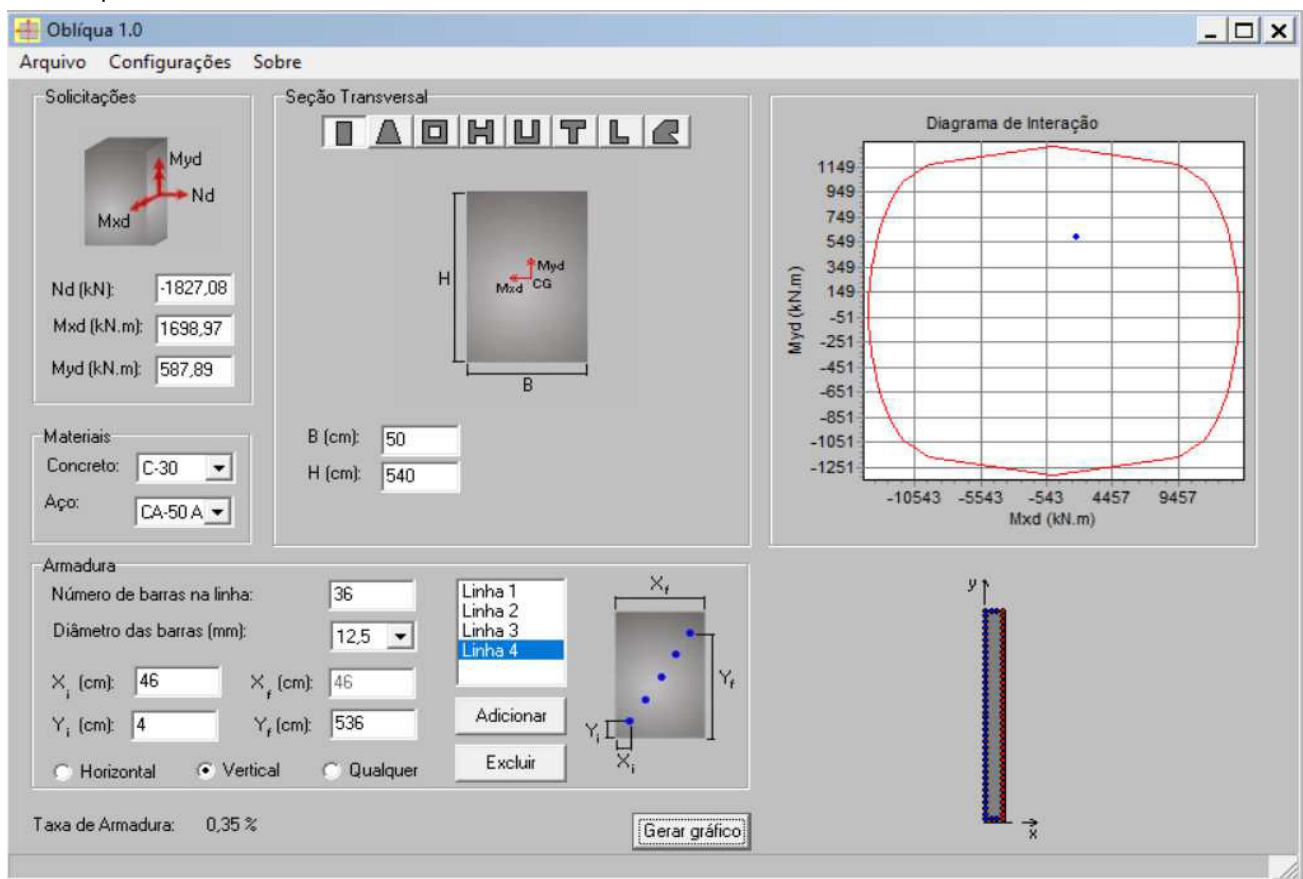 Oblíqua 1.0
Arquivo Configurações Sobre
Solicitações
Myd
Nd
Mxd
Nd (kN): -1827,08
Mxd (kN.m): 1698,97
Myd (kN.m): 587,89
Materiais
Concreto: C-30
Aço: CA-50 A
Seção Transversal
H
Myd
Mxd CG
B
B (cm): 50
H (cm): 540
Diagrama de Interação
1149
949
749
549
349
149
-51
-251
-451
-651
-851
-1051
-1251
Myd (kN.m)
-10543 -5543 -543 4457 9457
Mxd (kN.m)
Armadura
Número de barras na linha: 36
Diâmetro das barras (mm): 12,5
Xi (cm): 46 Xf (cm): 46
Yi (cm): 4 Yf (cm): 536
Horizontal Vertical Qualquer
Linha 1
Linha 2
Linha 3
Linha 4
Adicionar
Excluir
Xf
Yf
Yi
Xi
y
x
Taxa de Armadura: 0,35 %
Gerar gráfico